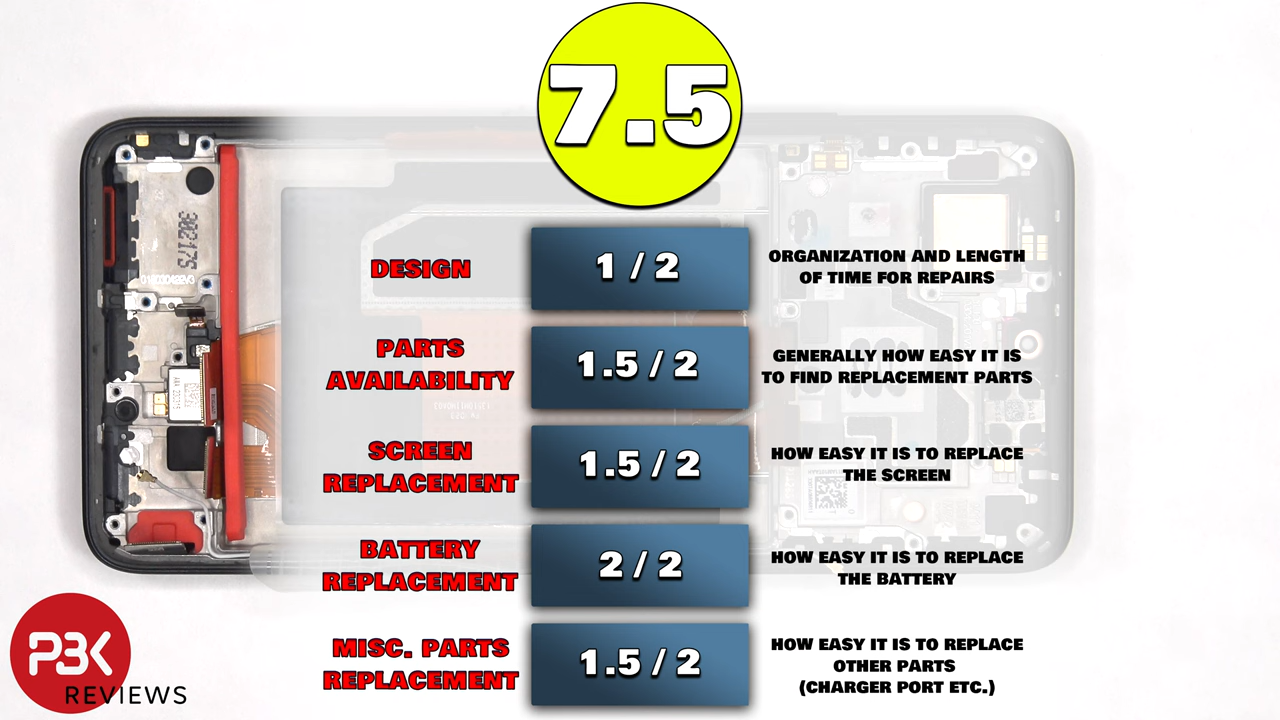 7.5
DESIGN
1 / 2
ORGANIZATION AND LENGTH
OF TIME FOR REPAIRS
PARTS
AVAILABILITY
1.5 / 2
GENERALLY HOW EASY IT IS
TO FIND REPLACEMENT PARTS
SCREEN
REPLACEMENT
1.5 / 2
HOW EASY IT IS TO REPLACE
THE SCREEN
BATTERY
REPLACEMENT
2 / 2
HOW EASY IT IS TO REPLACE
THE BATTERY
MISC. PARTS
REPLACEMENT
1.5 / 2
HOW EASY IT IS TO REPLACE
OTHER PARTS
(CHARGER PORT ETC.)
PBK
REVIEWS
302175